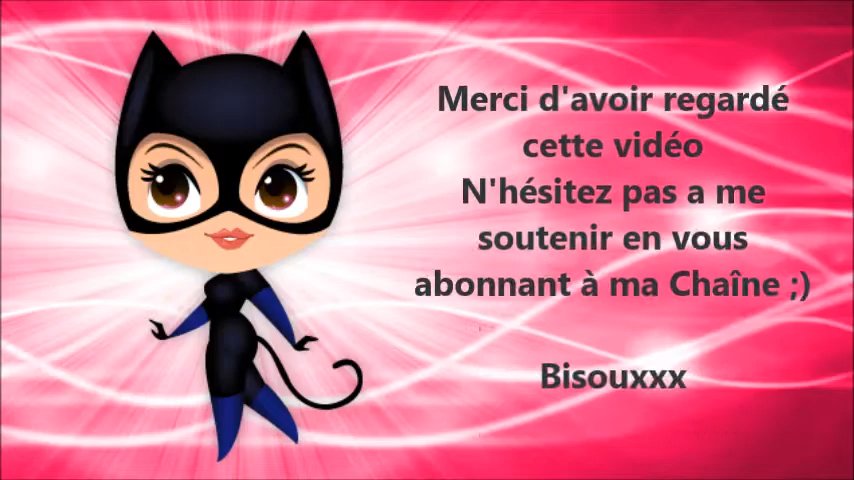 Merci d'avoir regardé
cette vidéo
N'hésitez pas a me
soutenir en vous
abonnant à ma Chaîne ;)
Bisouxxx